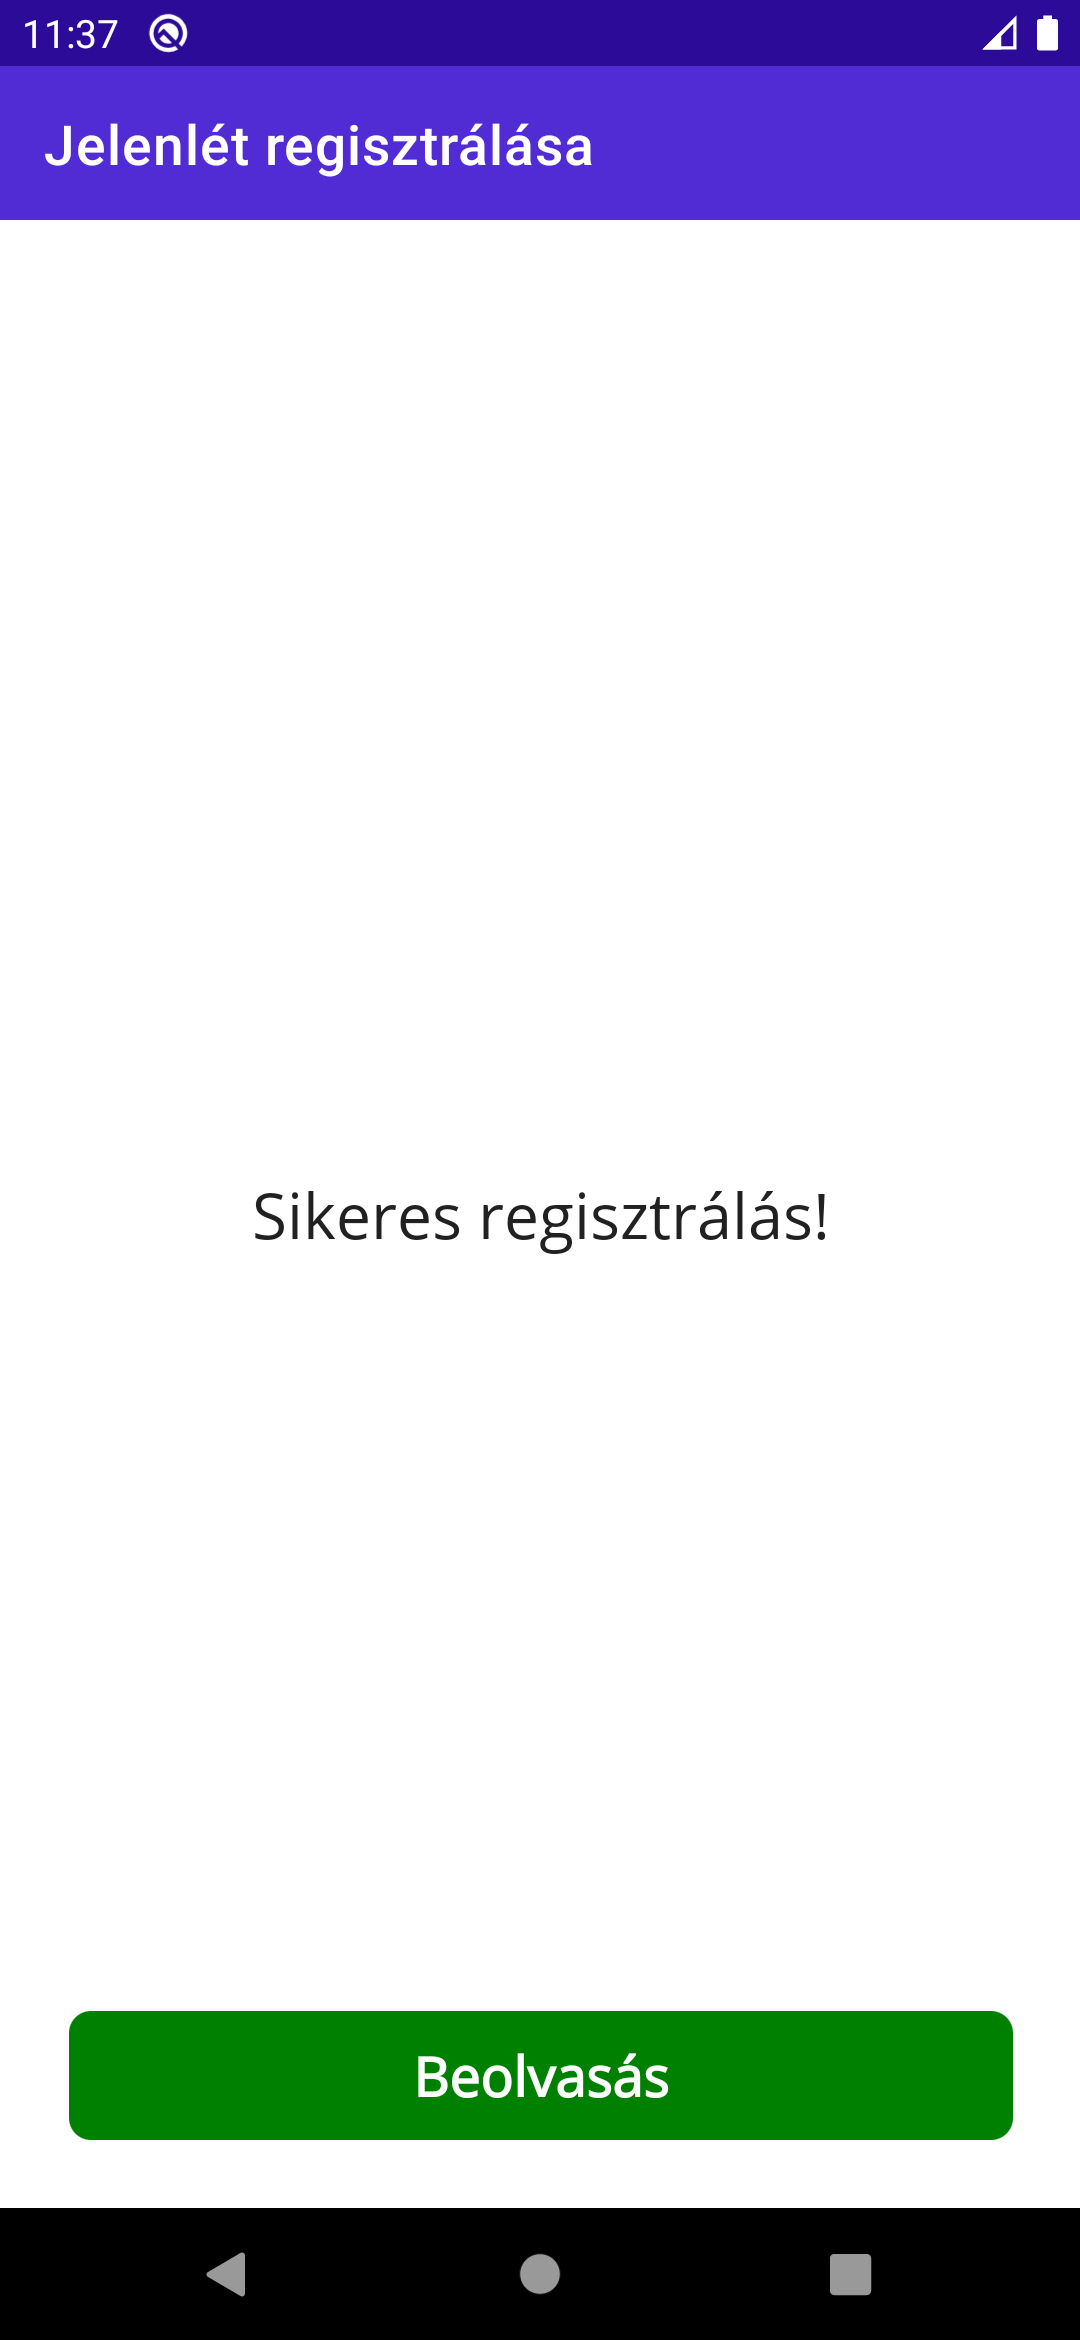 11:37
Jelenlét regisztrálása
Sikeres regisztrálás!
Beolvasás